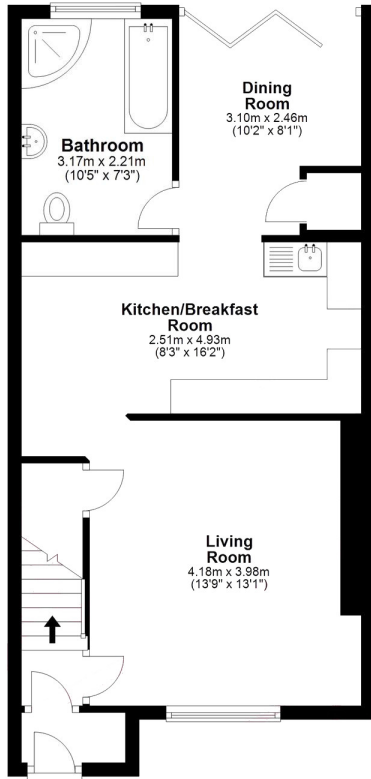 Dining
Room
3.10m x 2.46m
(10'2" x 8'1")
Bathroom
3.17m x 2.21m
(10'5" x 7'3")
Kitchen/Breakfast
Room
2.51m x 4.93m
(8'3" x 16'2")
Living
Room
4.18m x 3.98m
(13'9" x 13'1")